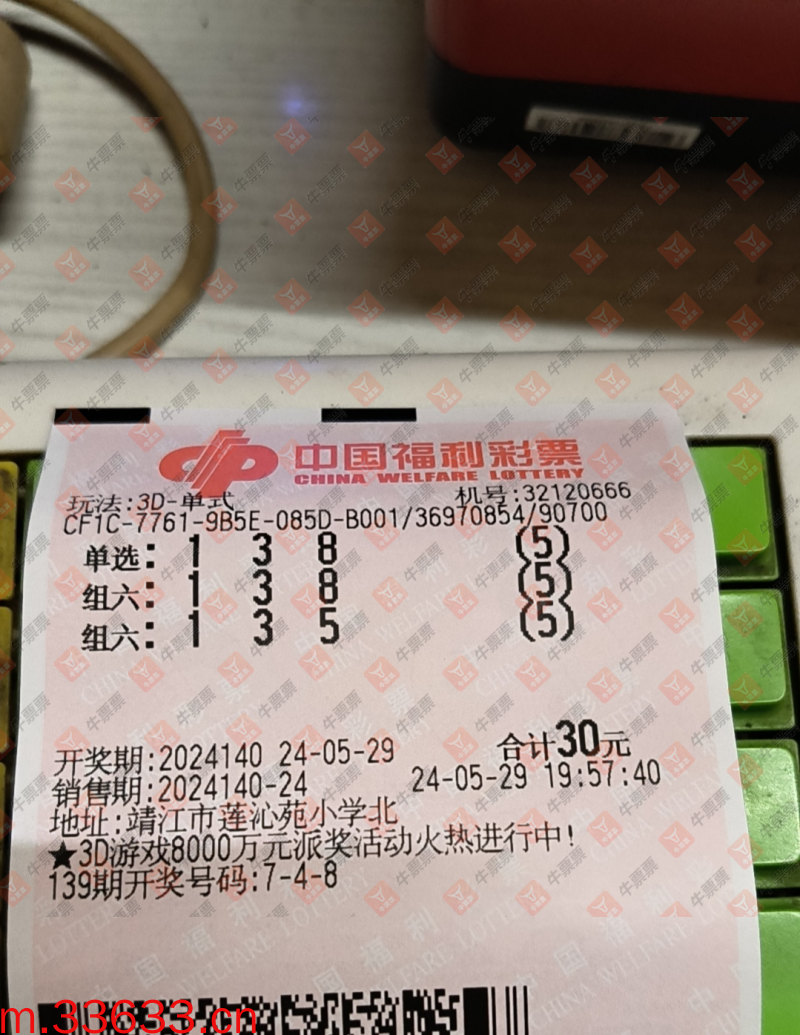 中国福利彩票
CHINA WELFARE LOTTERY
玩法:3D-单式 机号:32120666
CF1C-7761-9B5E-085D-B001/36970854/90700
单选: 1 3 8 (5)
组六: 1 3 8 (5)
组六: 1 3 5 (5)
开奖期:2024140 24-05-29 合计30元
销售期:2024140-24 24-05-29 19:57:40
地址:靖江市莲沁苑小学北
★3D游戏8000万元派奖活动火热进行中!
139期开奖号码:7-4-8
m.33633.cn
牛票票